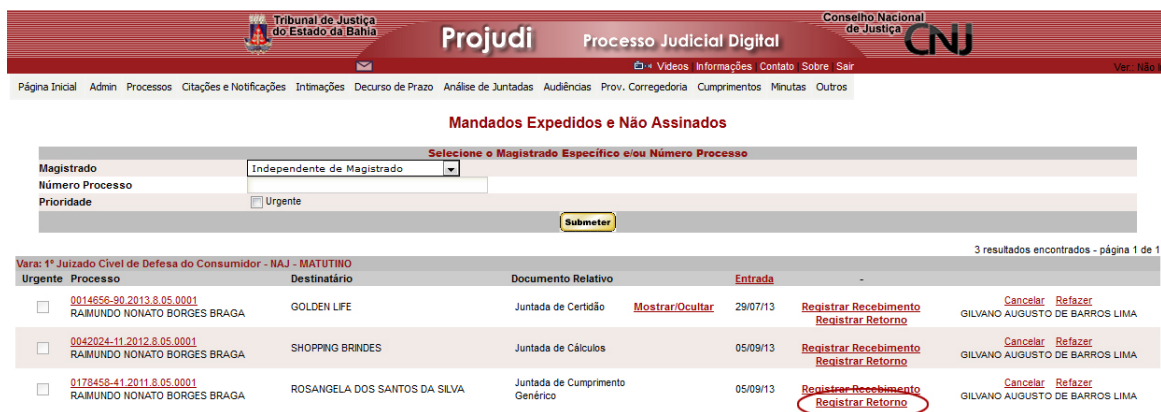 Tribunal de Justiça
do Estado da Bahia
Projudi
Processo Judicial Digital
Conselho Nacional
de Justiça
CNJ
Videos Informações Contato Sobre Sair
Ver.: Não
Página Inicial Admin Processos Citações e Notificações Intimações Decurso de Prazo Análise de Juntadas Audiências Prov. Corregedoria Cumprimentos Minutas Outros
Mandados Expedidos e Não Assinados
Selecione o Magistrado Específico e/ou Número Processo
Magistrado Independente de Magistrado
Número Processo
Prioridade Urgente
Submeter
3 resultados encontrados - página 1 de 1
Vara: 1º Juizado Cível de Defesa do Consumidor - NAJ - MATUTINO
Urgente Processo Destinatário Documento Relativo Entrada -
0014656-90.2013.8.05.0001
RAIMUNDO NONATO BORGES BRAGA
GOLDEN LIFE
Juntada de Certidão
Mostrar/Ocultar
29/07/13
Registrar Recebimento
Registrar Retorno
Cancelar Refazer
GILVANO AUGUSTO DE BARROS LIMA
0042024-11.2012.8.05.0001
RAIMUNDO NONATO BORGES BRAGA
SHOPPING BRINDES
Juntada de Cálculos
05/09/13
Registrar Recebimento
Registrar Retorno
Cancelar Refazer
GILVANO AUGUSTO DE BARROS LIMA
0178458-41.2011.8.05.0001
RAIMUNDO NONATO BORGES BRAGA
ROSANGELA DOS SANTOS DA SILVA
Juntada de Cumprimento
Genérico
05/09/13
Registrar Recebimento
Registrar Retorno
Cancelar Refazer
GILVANO AUGUSTO DE BARROS LIMA